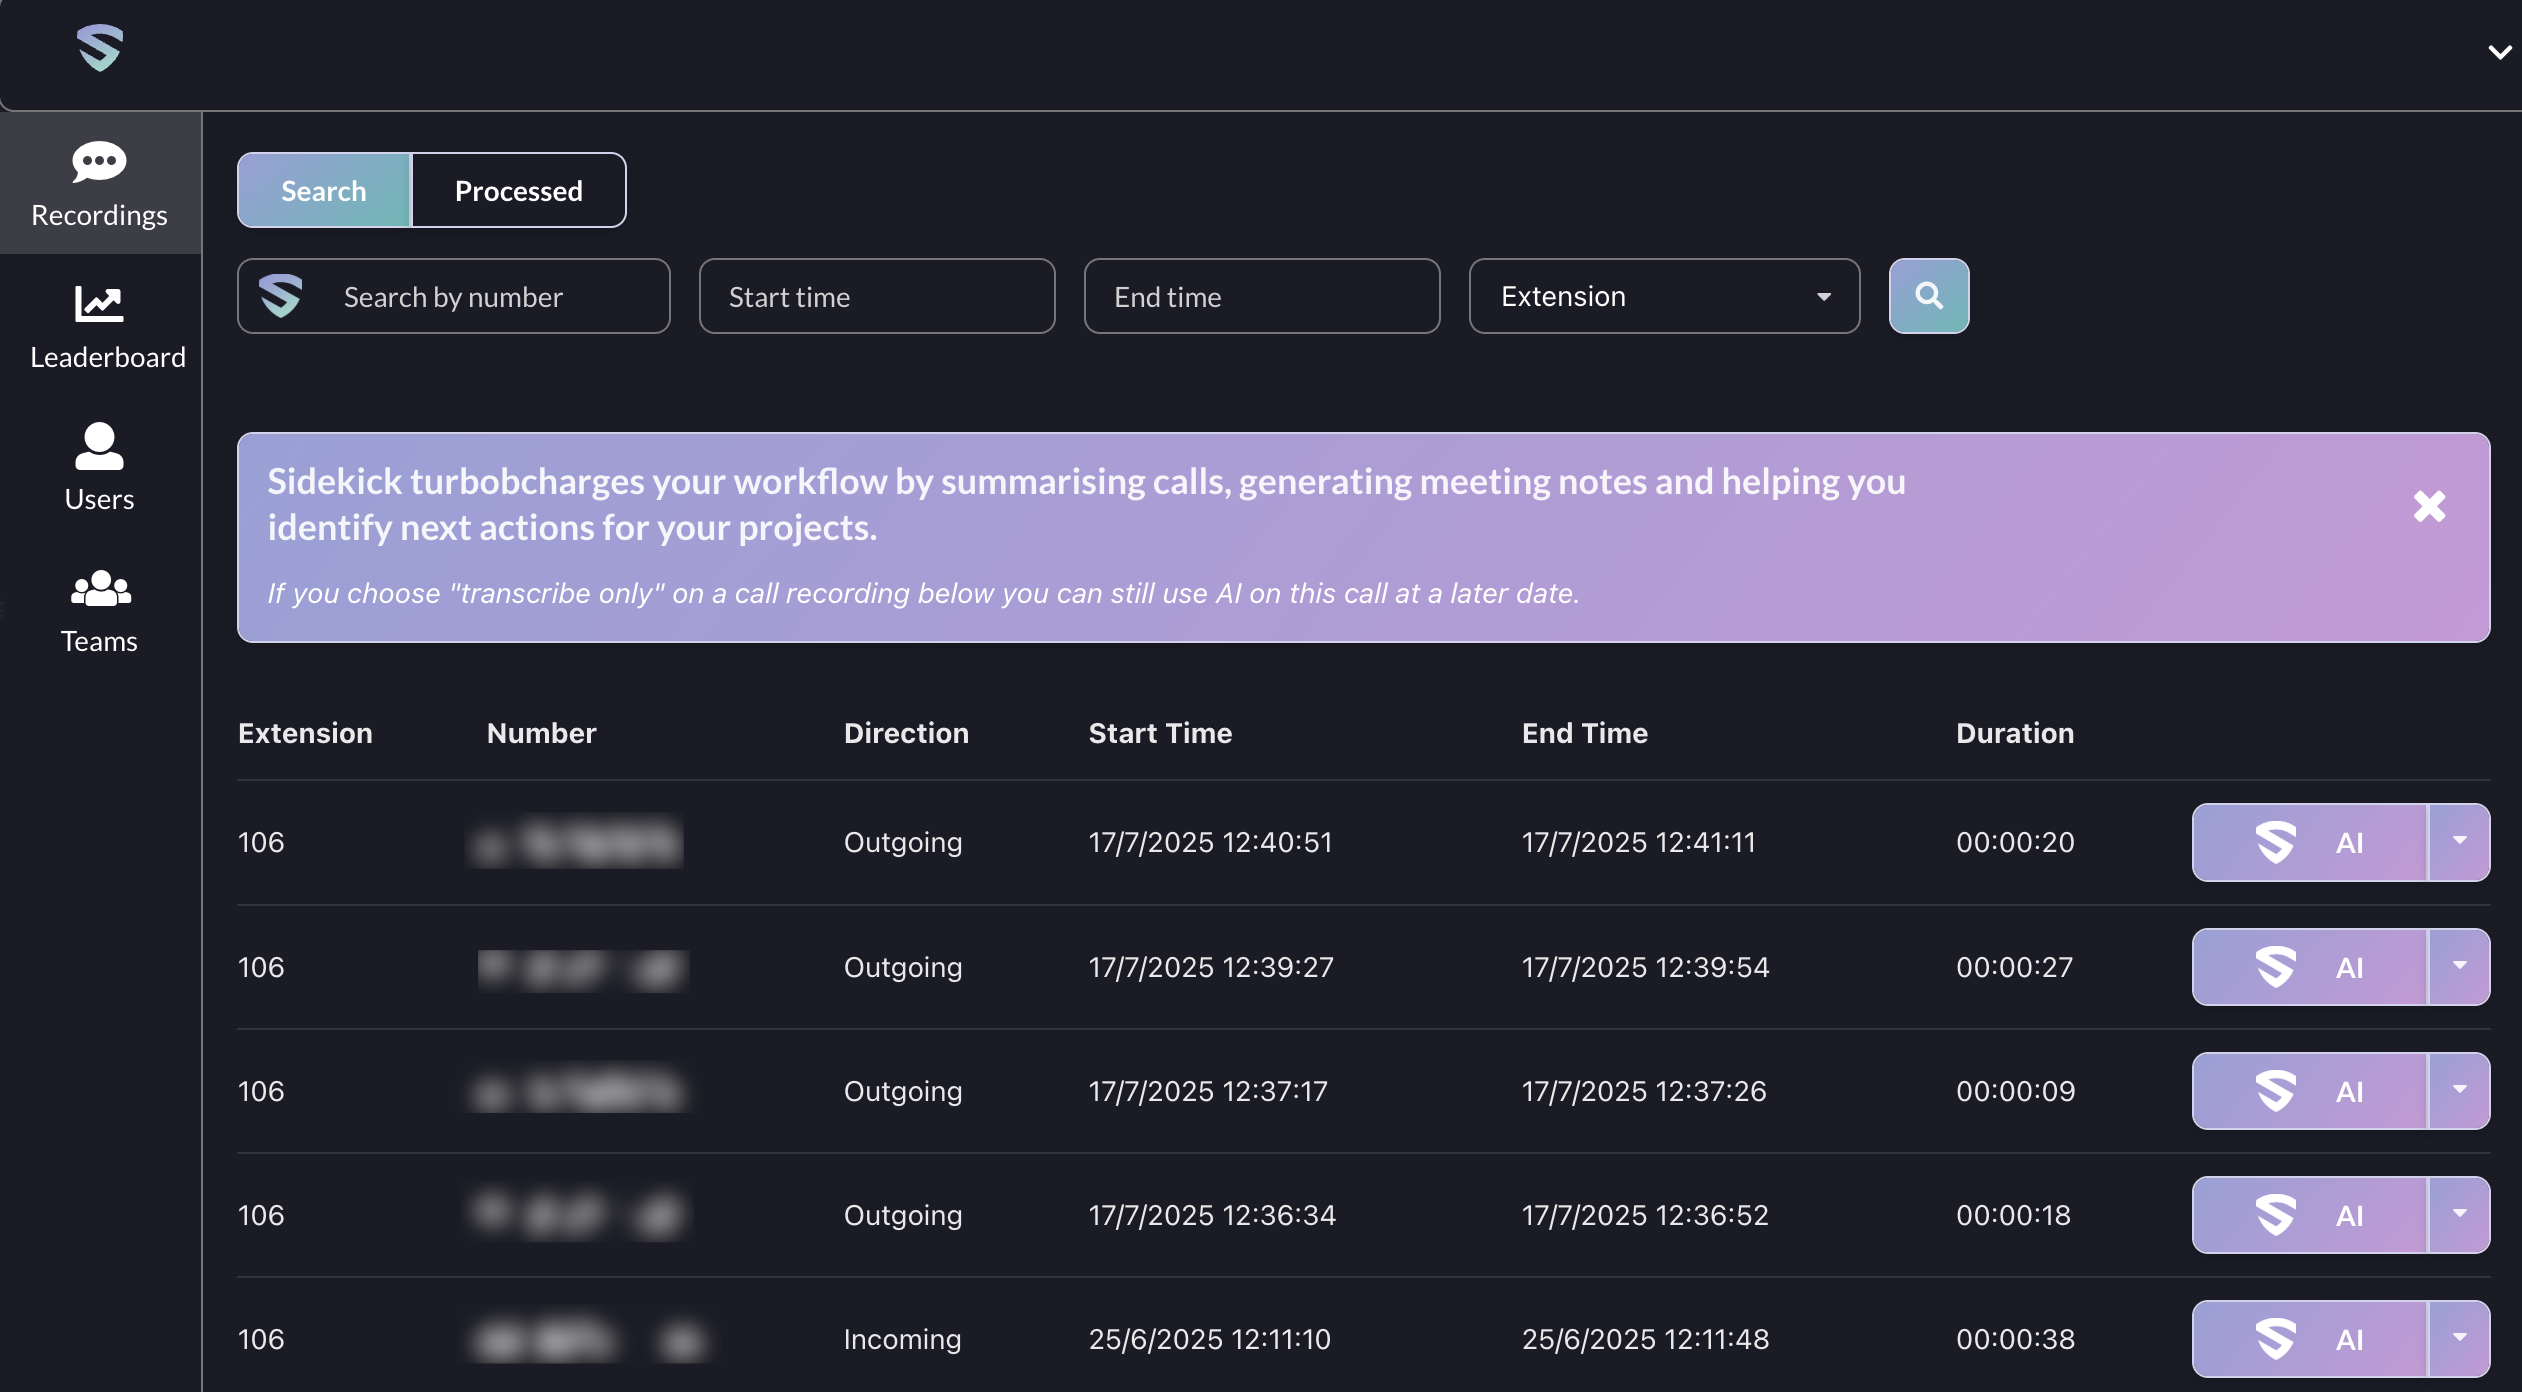 Recordings
Leaderboard
Users
Teams
Search Processed
Search by number Start time End time Extension
Sidekick turbobcharges your workflow by summarising calls, generating meeting notes and helping you
identify next actions for your projects.
If you choose "transcribe only" on a call recording below you can still use AI on this call at a later date.
Extension Number Direction Start Time End Time Duration
106 Outgoing 17/7/2025 12:40:51 17/7/2025 12:41:11 00:00:20 AI
106 Outgoing 17/7/2025 12:39:27 17/7/2025 12:39:54 00:00:27 AI
106 Outgoing 17/7/2025 12:37:17 17/7/2025 12:37:26 00:00:09 AI
106 Outgoing 17/7/2025 12:36:34 17/7/2025 12:36:52 00:00:18 AI
106 Incoming 25/6/2025 12:11:10 25/6/2025 12:11:48 00:00:38 AI